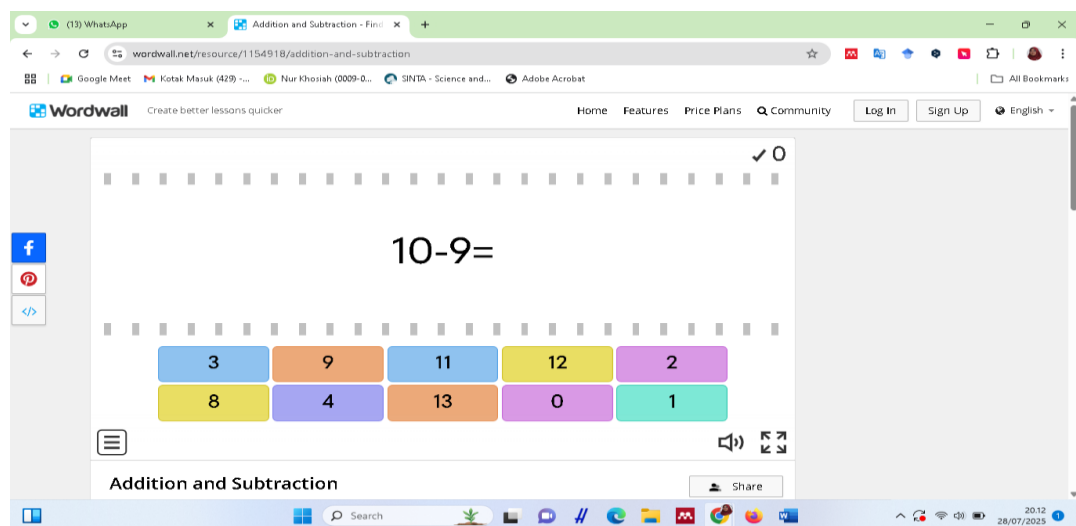 (13) WhatsApp
Addition and Subtraction - Find
wordwall.net/resource/1154918/addition-and-subtraction
Google Meet
Kotak Masuk (429) -...
Nur Khosiah (0009-0...
SINTA - Science and...
Adobe Acrobat
All Bookmarks
Wordwall
Create better lessons quicker
Home
Features
Price Plans
Community
Log In
Sign Up
English
0
10-9=
3 9 11 12 2
8 4 13 0 1
Addition and Subtraction
Share
Search
20.12
28/07/2025